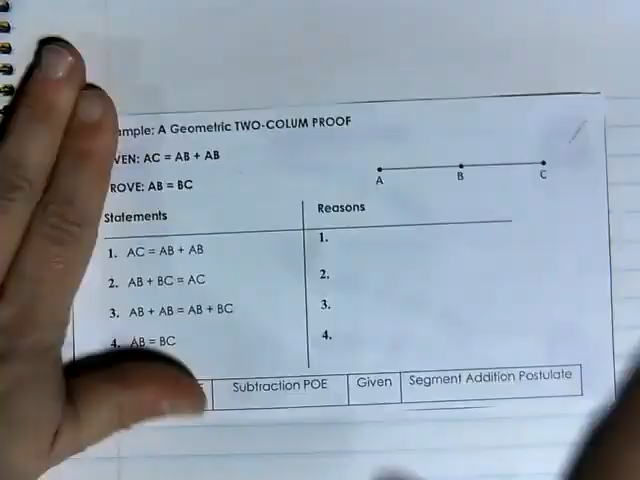 mple: A Geometric TWO-COLUM PROOF
VEN: AC = AB + AB
ROVE: AB = BC
A B C
Statements Reasons
1. AC = AB + AB 1.
2. AB + BC = AC 2.
3. AB + AB = AB + BC 3.
4. AB = BC 4.
Subtraction POE Given Segment Addition Postulate